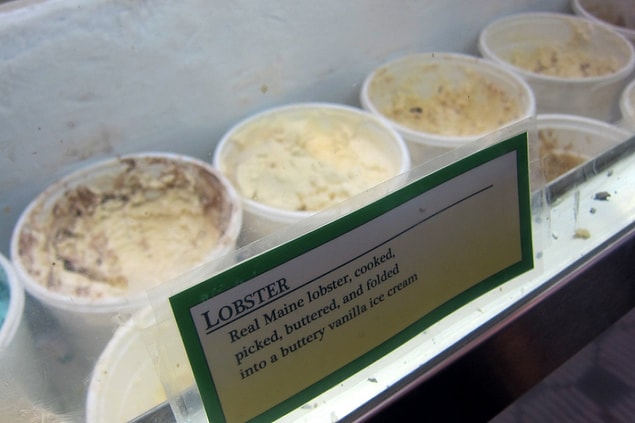 LOBSTER
Real Maine lobster, cooked,
picked, buttered, and folded
into a buttery vanilla ice cream